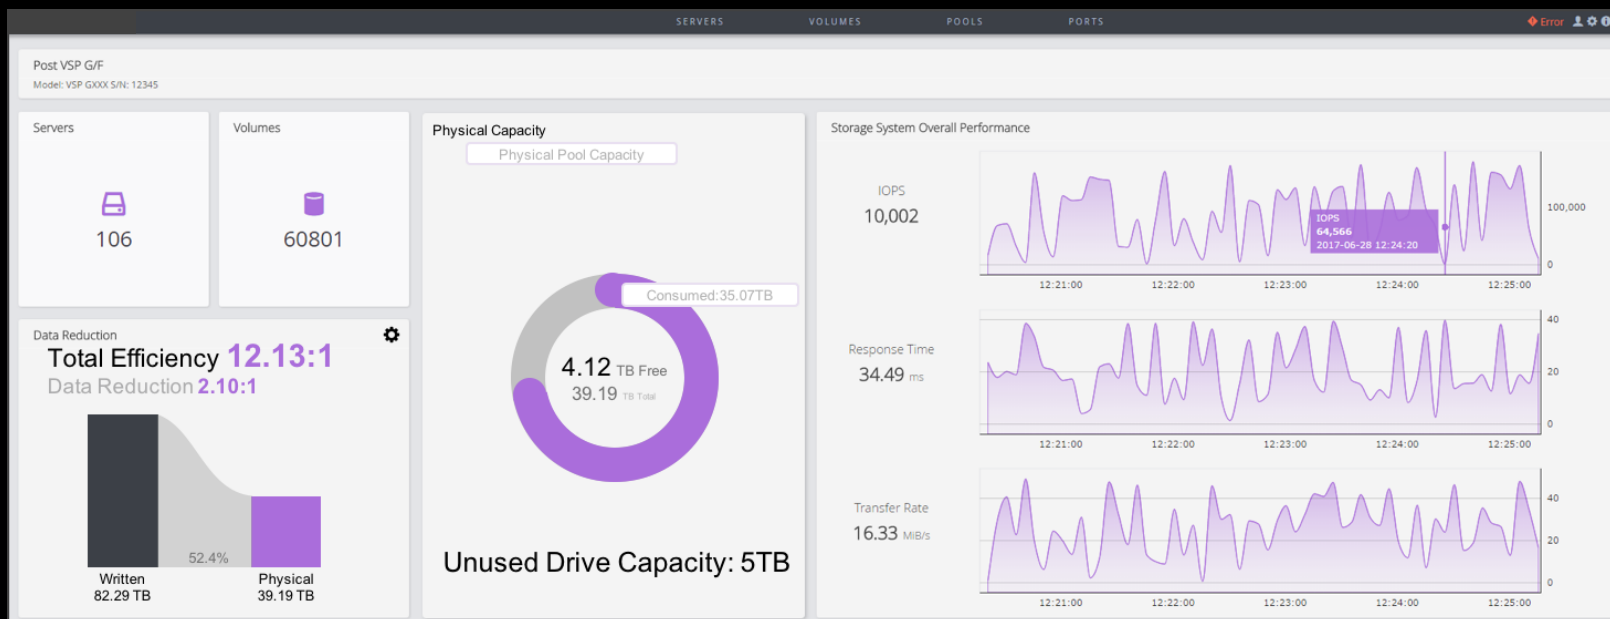 SERVERS VOLUMES POOLS PORTS Error
Post VSP G/F
Model: VSP GXXX S/N: 12345
Servers
106
Volumes
60801
Data Reduction
Total Efficiency 12.13:1
Data Reduction 2.10:1
52.4%
Written
82.29 TB
Physical
39.19 TB
Physical Capacity
Physical Pool Capacity
Consumed:35.07TB
4.12 TB Free
39.19 TB Total
Unused Drive Capacity: 5TB
Storage System Overall Performance
IOPS
10,002
IOPS
64,566
2017-06-28 12:24:20
100,000
0
12:21:00 12:22:00 12:23:00 12:24:00 12:25:00
Response Time
34.49 ms
40
20
0
12:21:00 12:22:00 12:23:00 12:24:00 12:25:00
Transfer Rate
16.33 MiB/s
40
20
0
12:21:00 12:22:00 12:23:00 12:24:00 12:25:00